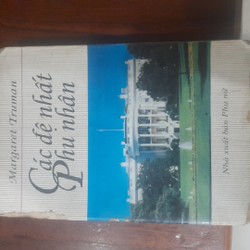 Margaret Truman
Các đệ nhất
Phu nhân
Nhà xuất bản Phụ nữ